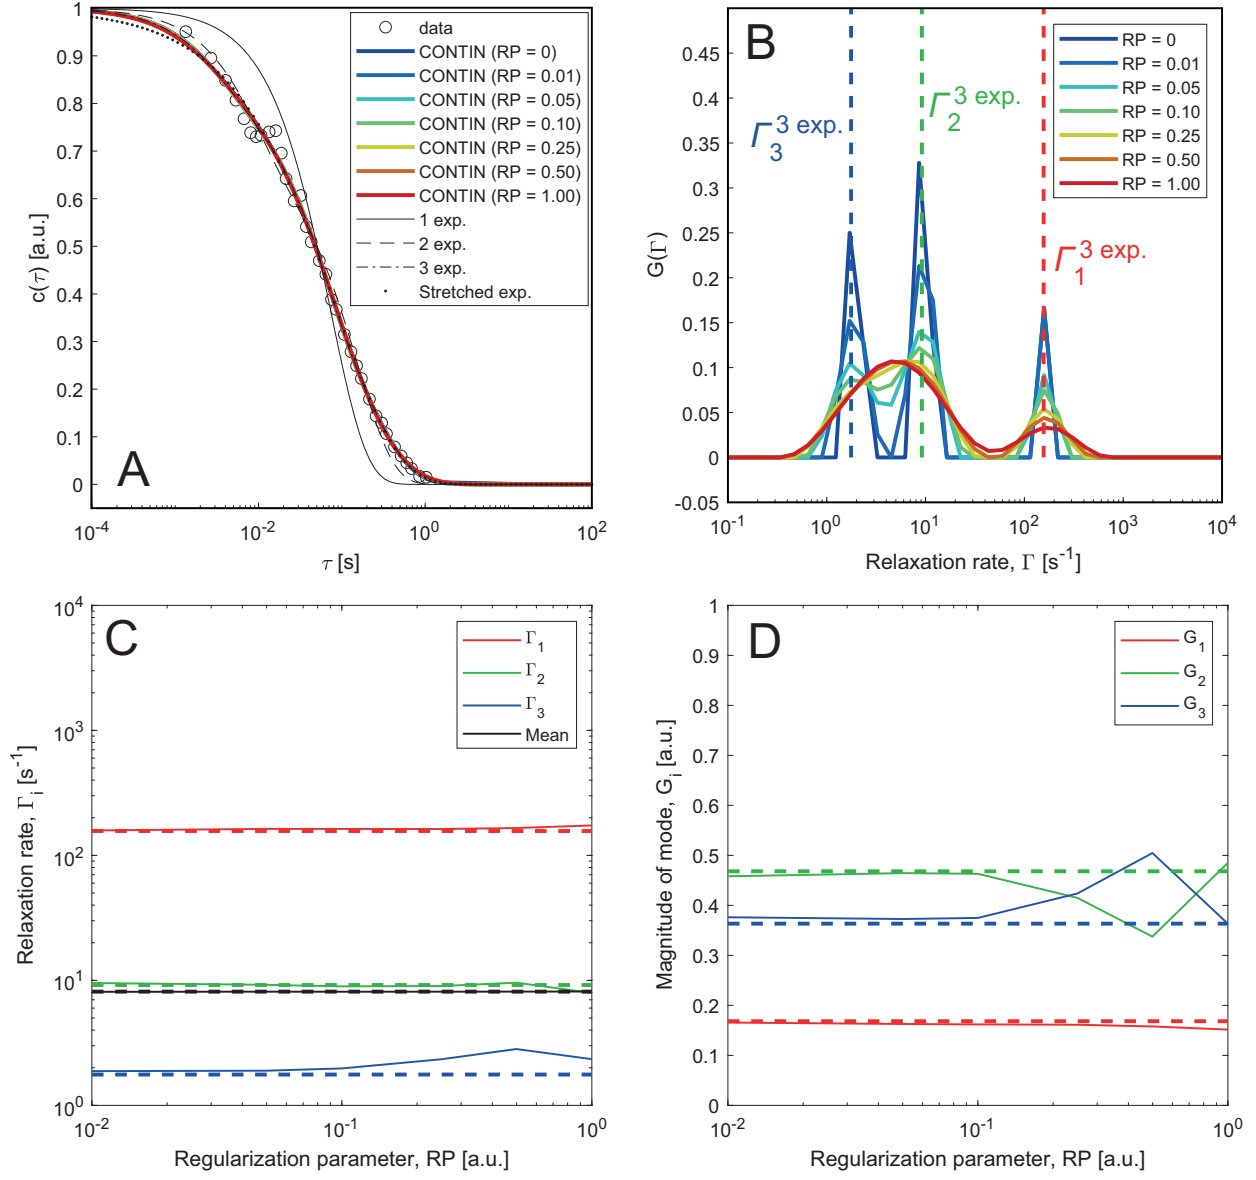 A
1
0.9
0.8
0.7
0.6
0.5
0.4
0.3
0.2
0.1
0
c(τ) [a.u.]
10-4
10-2
100
102
τ [s]
data
CONTIN (RP = 0)
CONTIN (RP = 0.01)
CONTIN (RP = 0.05)
CONTIN (RP = 0.10)
CONTIN (RP = 0.25)
CONTIN (RP = 0.50)
CONTIN (RP = 1.00)
1 exp.
2 exp.
3 exp.
Stretched exp.
B
0.45
0.4
0.35
0.3
0.25
0.2
0.15
0.1
0.05
0
-0.05
G(Γ)
10-1
100
101
102
103
104
Relaxation rate, Γ [s-1]
Γ3 exp.
3
Γ3 exp.
2
Γ3 exp.
1
RP = 0
RP = 0.01
RP = 0.05
RP = 0.10
RP = 0.25
RP = 0.50
RP = 1.00
C
104
103
102
101
100
Relaxation rate, Γi [s-1]
10-2
10-1
100
Regularization parameter, RP [a.u.]
Γ1
Γ2
Γ3
Mean
D
1
0.9
0.8
0.7
0.6
0.5
0.4
0.3
0.2
0.1
0
Magnitude of mode, Gi [a.u.]
10-2
10-1
100
Regularization parameter, RP [a.u.]
G1
G2
G3